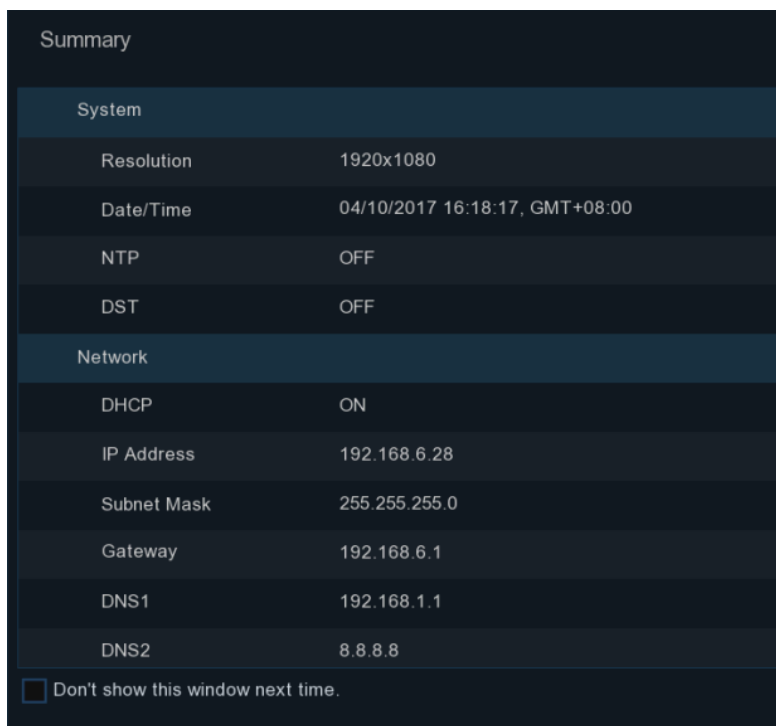 Summary
System
Resolution 1920x1080
Date/Time 04/10/2017 16:18:17, GMT+08:00
NTP OFF
DST OFF
Network
DHCP ON
IP Address 192.168.6.28
Subnet Mask 255.255.255.0
Gateway 192.168.6.1
DNS1 192.168.1.1
DNS2 8.8.8.8
Don't show this window next time.